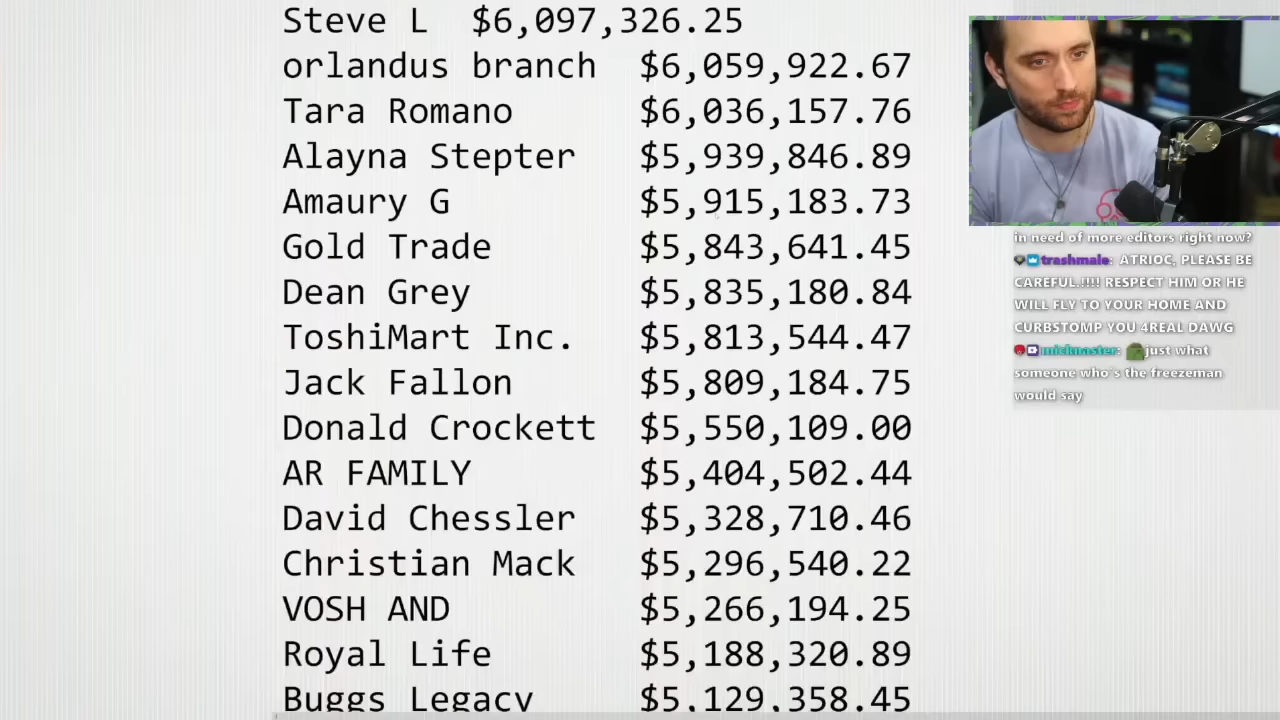 Steve L $6,097,326.25
orlandus branch $6,059,922.67
Tara Romano $6,036,157.76
Alayna Stepter $5,939,846.89
Amaury G $5,915,183.73
Gold Trade $5,843,641.45
Dean Grey $5,835,180.84
ToshiMart Inc. $5,813,544.47
Jack Fallon $5,809,184.75
Donald Crockett $5,550,109.00
AR FAMILY $5,404,502.44
David Chessler $5,328,710.46
Christian Mack $5,296,540.22
VOSH AND $5,266,194.25
Royal Life $5,188,320.89
Buggs Legacy $5,129,358.45
in need of more editors right now?
trashmale: ATRIOC, PLEASE BE
CAREFUL.!!!! RESPECT HIM OR HE
WILL FLY TO YOUR HOME AND
CURBSTOMP YOU 4REAL DAWG
micknaster: just what
someone who's the freezeman
would say